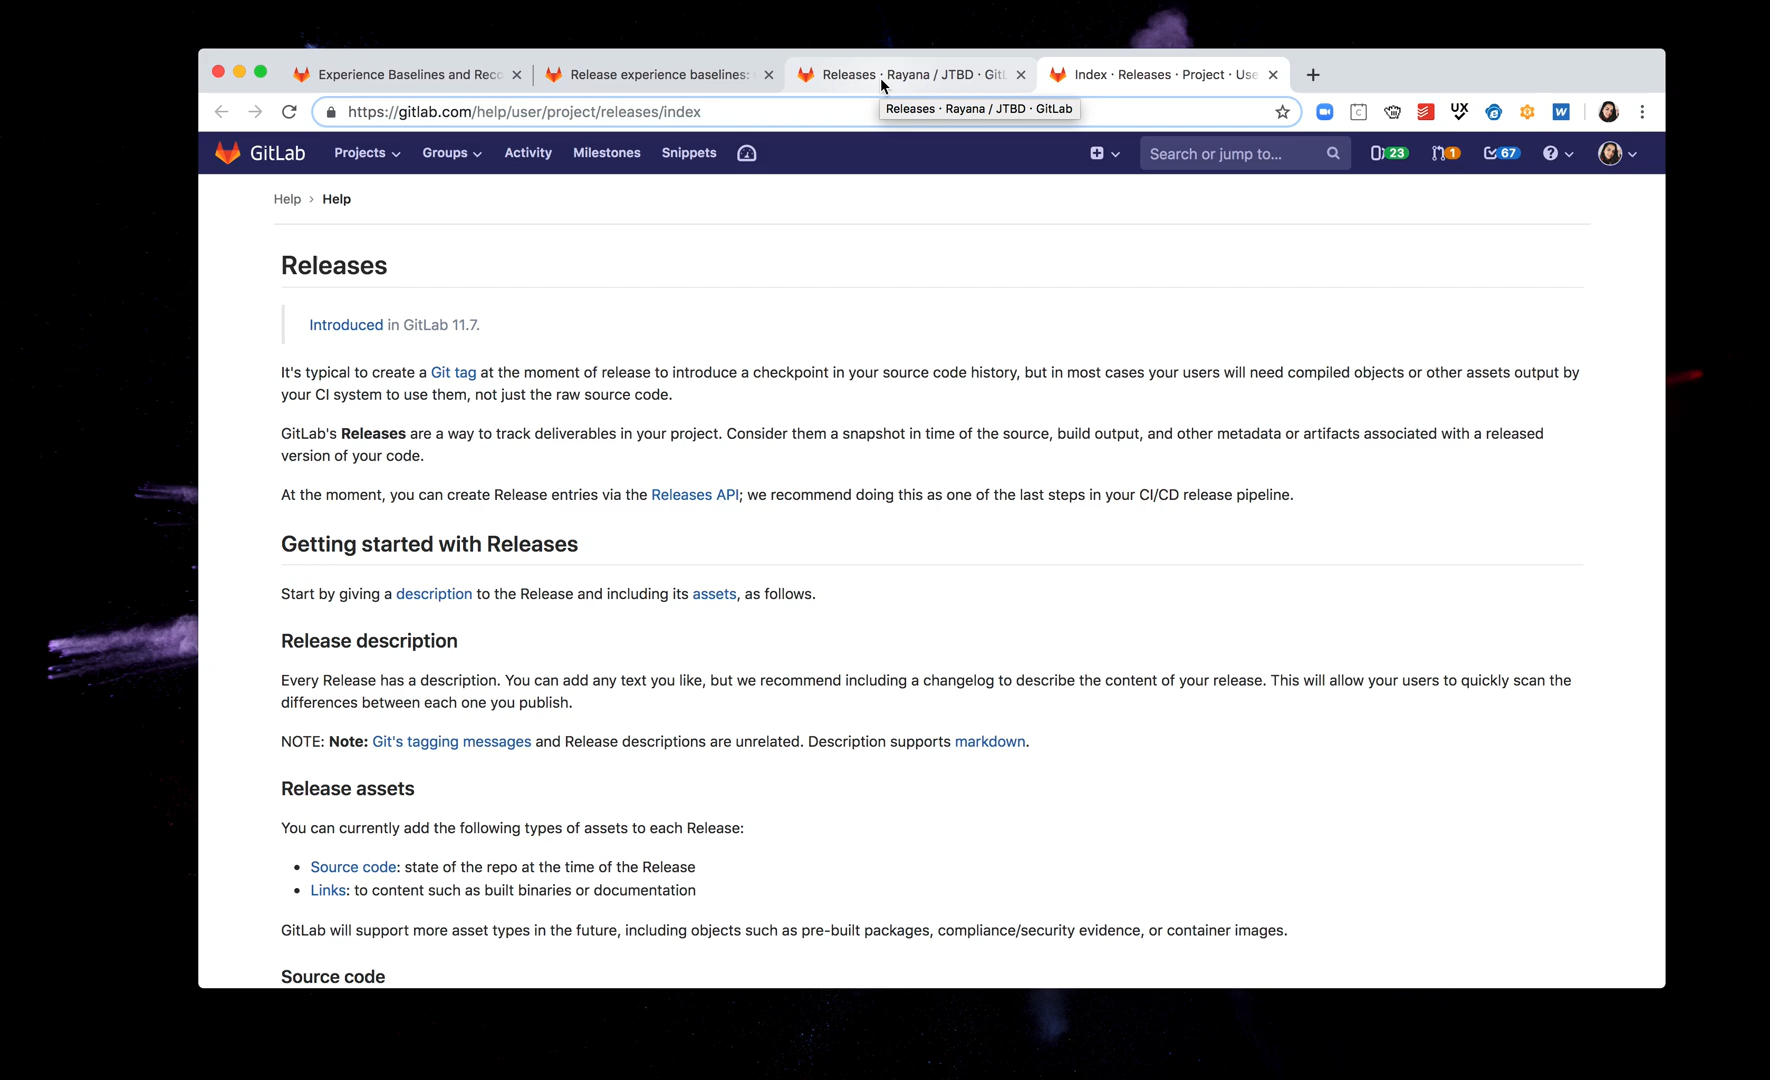 Experience Baselines and Reco
Release experience baselines:
Releases · Rayana / JTBD · GitL
Index · Releases · Project · Use
https://gitlab.com/help/user/project/releases/index
Releases · Rayana / JTBD · GitLab
C
UX
W
GitLab
Projects
Groups
Activity
Milestones
Snippets
Search or jump to...
23
1
67
Help › Help
Releases
Introduced in GitLab 11.7.
It's typical to create a Git tag at the moment of release to introduce a checkpoint in your source code history, but in most cases your users will need compiled objects or other assets output by
your CI system to use them, not just the raw source code.
GitLab's Releases are a way to track deliverables in your project. Consider them a snapshot in time of the source, build output, and other metadata or artifacts associated with a released
version of your code.
At the moment, you can create Release entries via the Releases API; we recommend doing this as one of the last steps in your CI/CD release pipeline.
Getting started with Releases
Start by giving a description to the Release and including its assets, as follows.
Release description
Every Release has a description. You can add any text you like, but we recommend including a changelog to describe the content of your release. This will allow your users to quickly scan the
differences between each one you publish.
NOTE: Note: Git's tagging messages and Release descriptions are unrelated. Description supports markdown.
Release assets
You can currently add the following types of assets to each Release:
• Source code: state of the repo at the time of the Release
• Links: to content such as built binaries or documentation
GitLab will support more asset types in the future, including objects such as pre-built packages, compliance/security evidence, or container images.
Source code